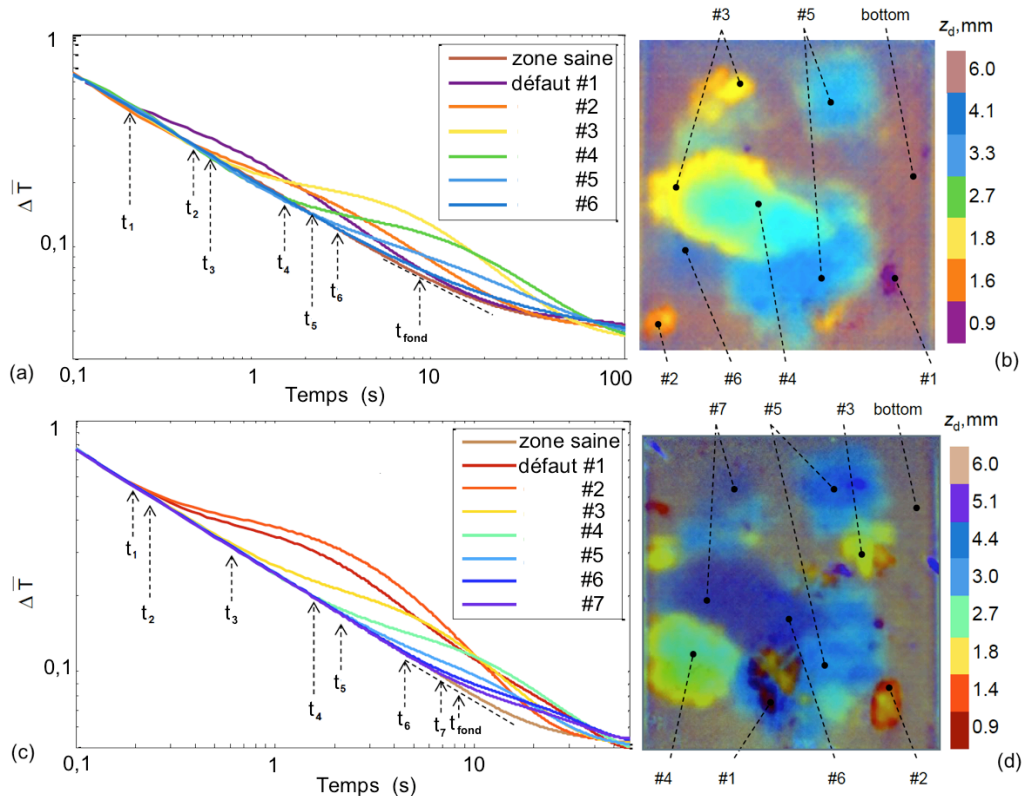 1
0,1
Δ T
0,1
1
10
100
Temps (s)
(a)
zone saine
défaut #1
#2
#3
#4
#5
#6
t1
t2
t3
t4
t5
t6
tfond
#3
#5
bottom
zd,mm
6.0
4.1
3.3
2.7
1.8
1.6
0.9
#2
#6
#4
#1
(b)
1
0,1
Δ T
0,1
1
10
Temps (s)
(c)
zone saine
défaut #1
#2
#3
#4
#5
#6
#7
t1
t2
t3
t4
t5
t6
t7
tfond
#7
#5
#3
bottom
zd,mm
6.0
5.1
4.4
3.0
2.7
1.8
1.4
0.9
#4
#1
#6
#2
(d)